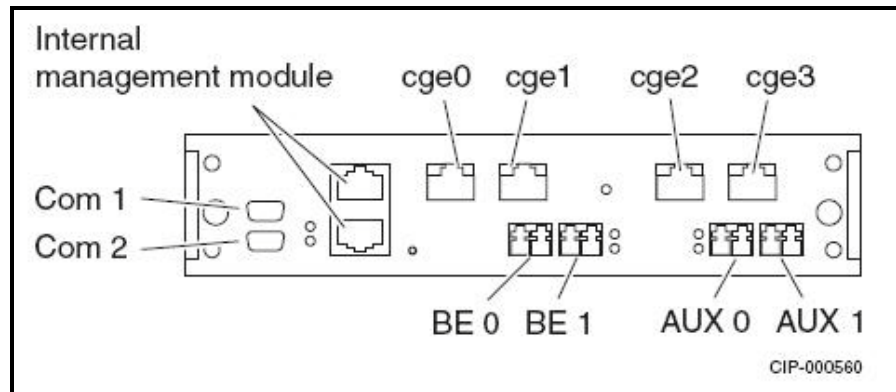 Internal
management module
cge0 cge1 cge2 cge3
Com 1
Com 2
BE 0 BE 1 AUX 0 AUX 1
CIP-000560